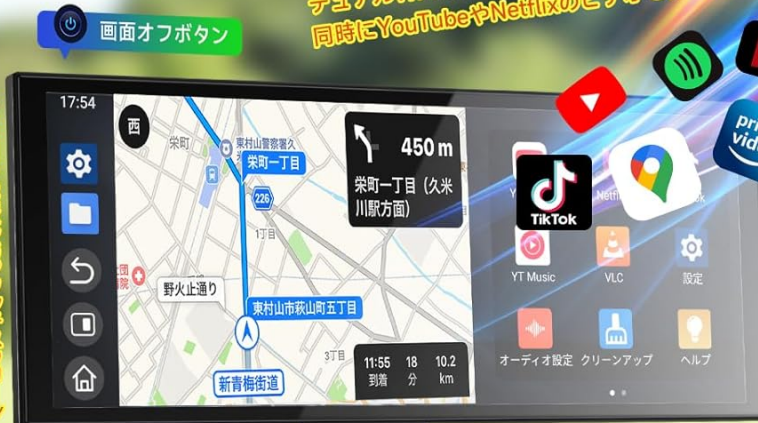 同時にYouTubeやNetflixの
画面オフボタン
17:54
西
栄町
東村山警察署久
栄町一丁目
450 m
栄町一丁目（久米
川駅方面）
226
1丁目
野火止通り
東村山市萩山町五丁目
3丁目
新青梅街道
11:55 18 10.2
到着 分 km
TikTok
prime
video
YT Music
VLC
設定
オーディオ設定
クリーンアップ
ヘルプ